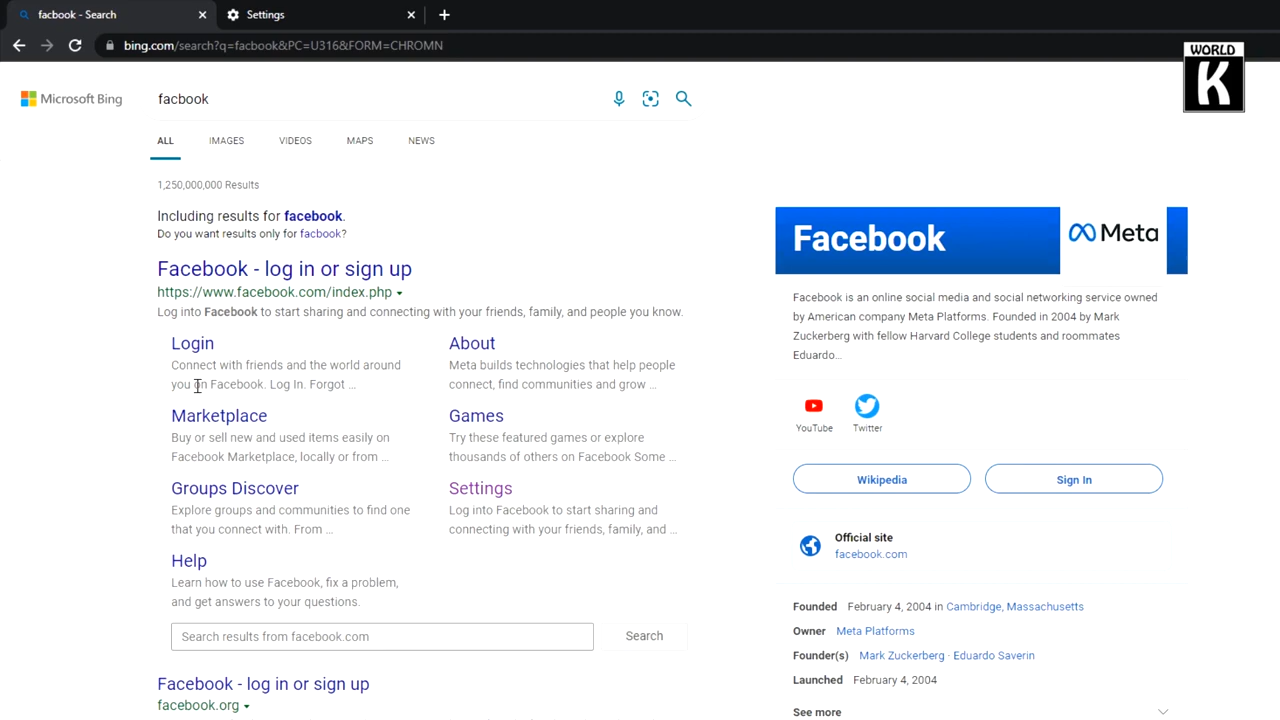 facbook - Search
Settings
bing.com/search?q=facbook&PC=U316&FORM=CHROMN
WORLD
K
Microsoft Bing
facbook
ALL
IMAGES
VIDEOS
MAPS
NEWS
1,250,000,000 Results
Including results for facebook.
Do you want results only for facbook?
Facebook - log in or sign up
https://www.facebook.com/index.php
Log into Facebook to start sharing and connecting with your friends, family, and people you know.
Login
Connect with friends and the world around
you on Facebook. Log In. Forgot ...
About
Meta builds technologies that help people
connect, find communities and grow ...
Marketplace
Buy or sell new and used items easily on
Facebook Marketplace, locally or from ...
Games
Try these featured games or explore
thousands of others on Facebook Some ...
Groups Discover
Explore groups and communities to find one
that you connect with. From ...
Settings
Log into Facebook to start sharing and
connecting with your friends, family, and ...
Help
Learn how to use Facebook, fix a problem,
and get answers to your questions.
Search results from facebook.com
Search
Facebook - log in or sign up
facebook.org
Facebook
Meta
Facebook is an online social media and social networking service owned
by American company Meta Platforms. Founded in 2004 by Mark
Zuckerberg with fellow Harvard College students and roommates
Eduardo...
YouTube
Twitter
Wikipedia
Sign In
Official site
facebook.com
Founded February 4, 2004 in Cambridge, Massachusetts
Owner Meta Platforms
Founder(s) Mark Zuckerberg · Eduardo Saverin
Launched February 4, 2004
See more